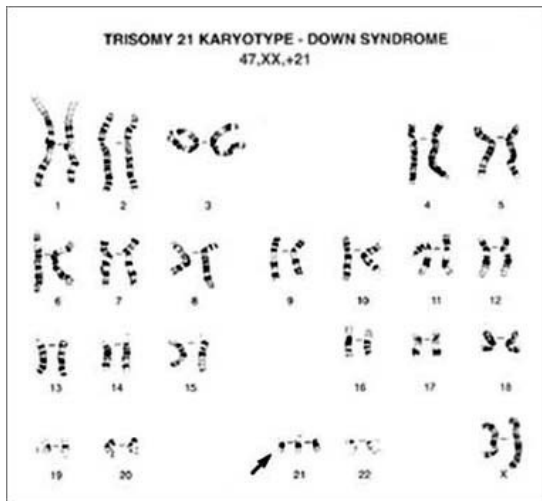 TRISOMY 21 KARYOTYPE - DOWN SYNDROME
47,XX,+21
1 2 3 4 5
6 7 8 9 10 11 12
13 14 15 16 17 18
19 20 21 22 X